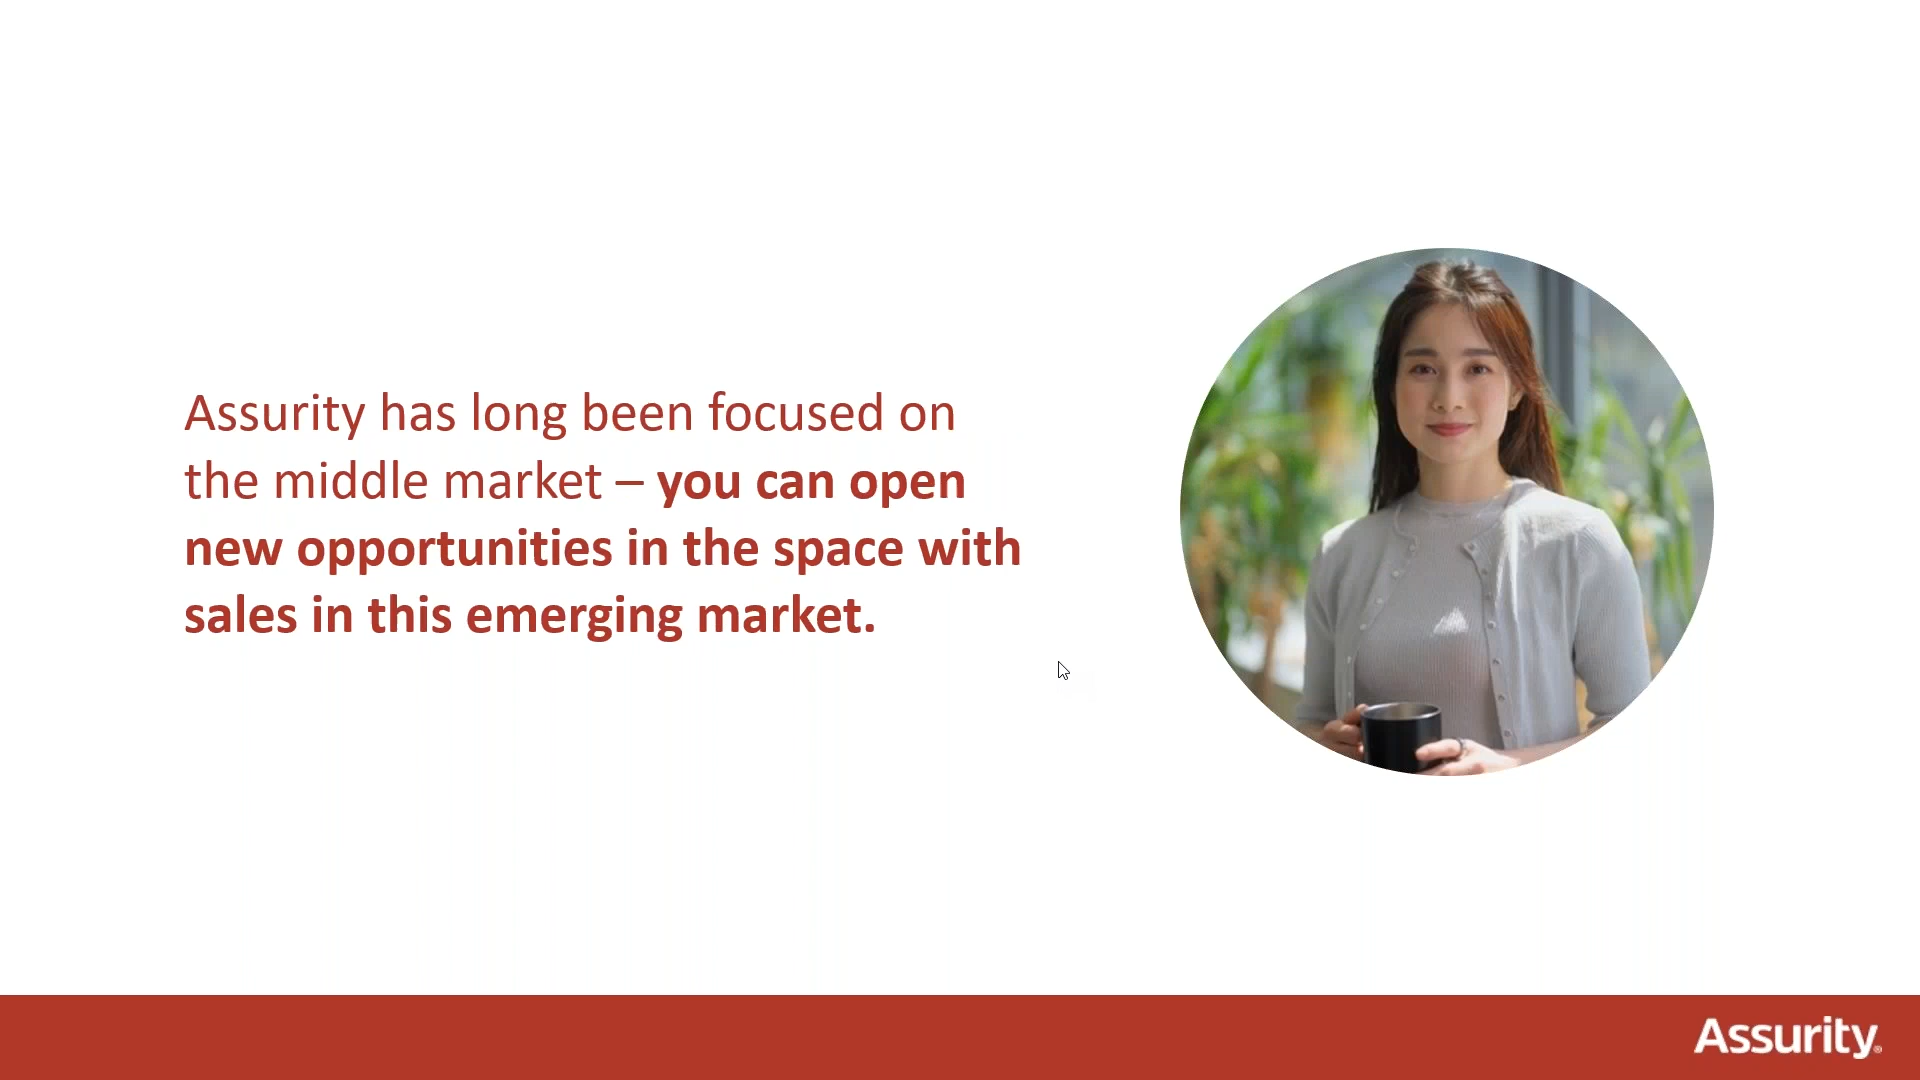 Assurity has long been focused on
the middle market – you can open
new opportunities in the space with
sales in this emerging market.
Assurity®